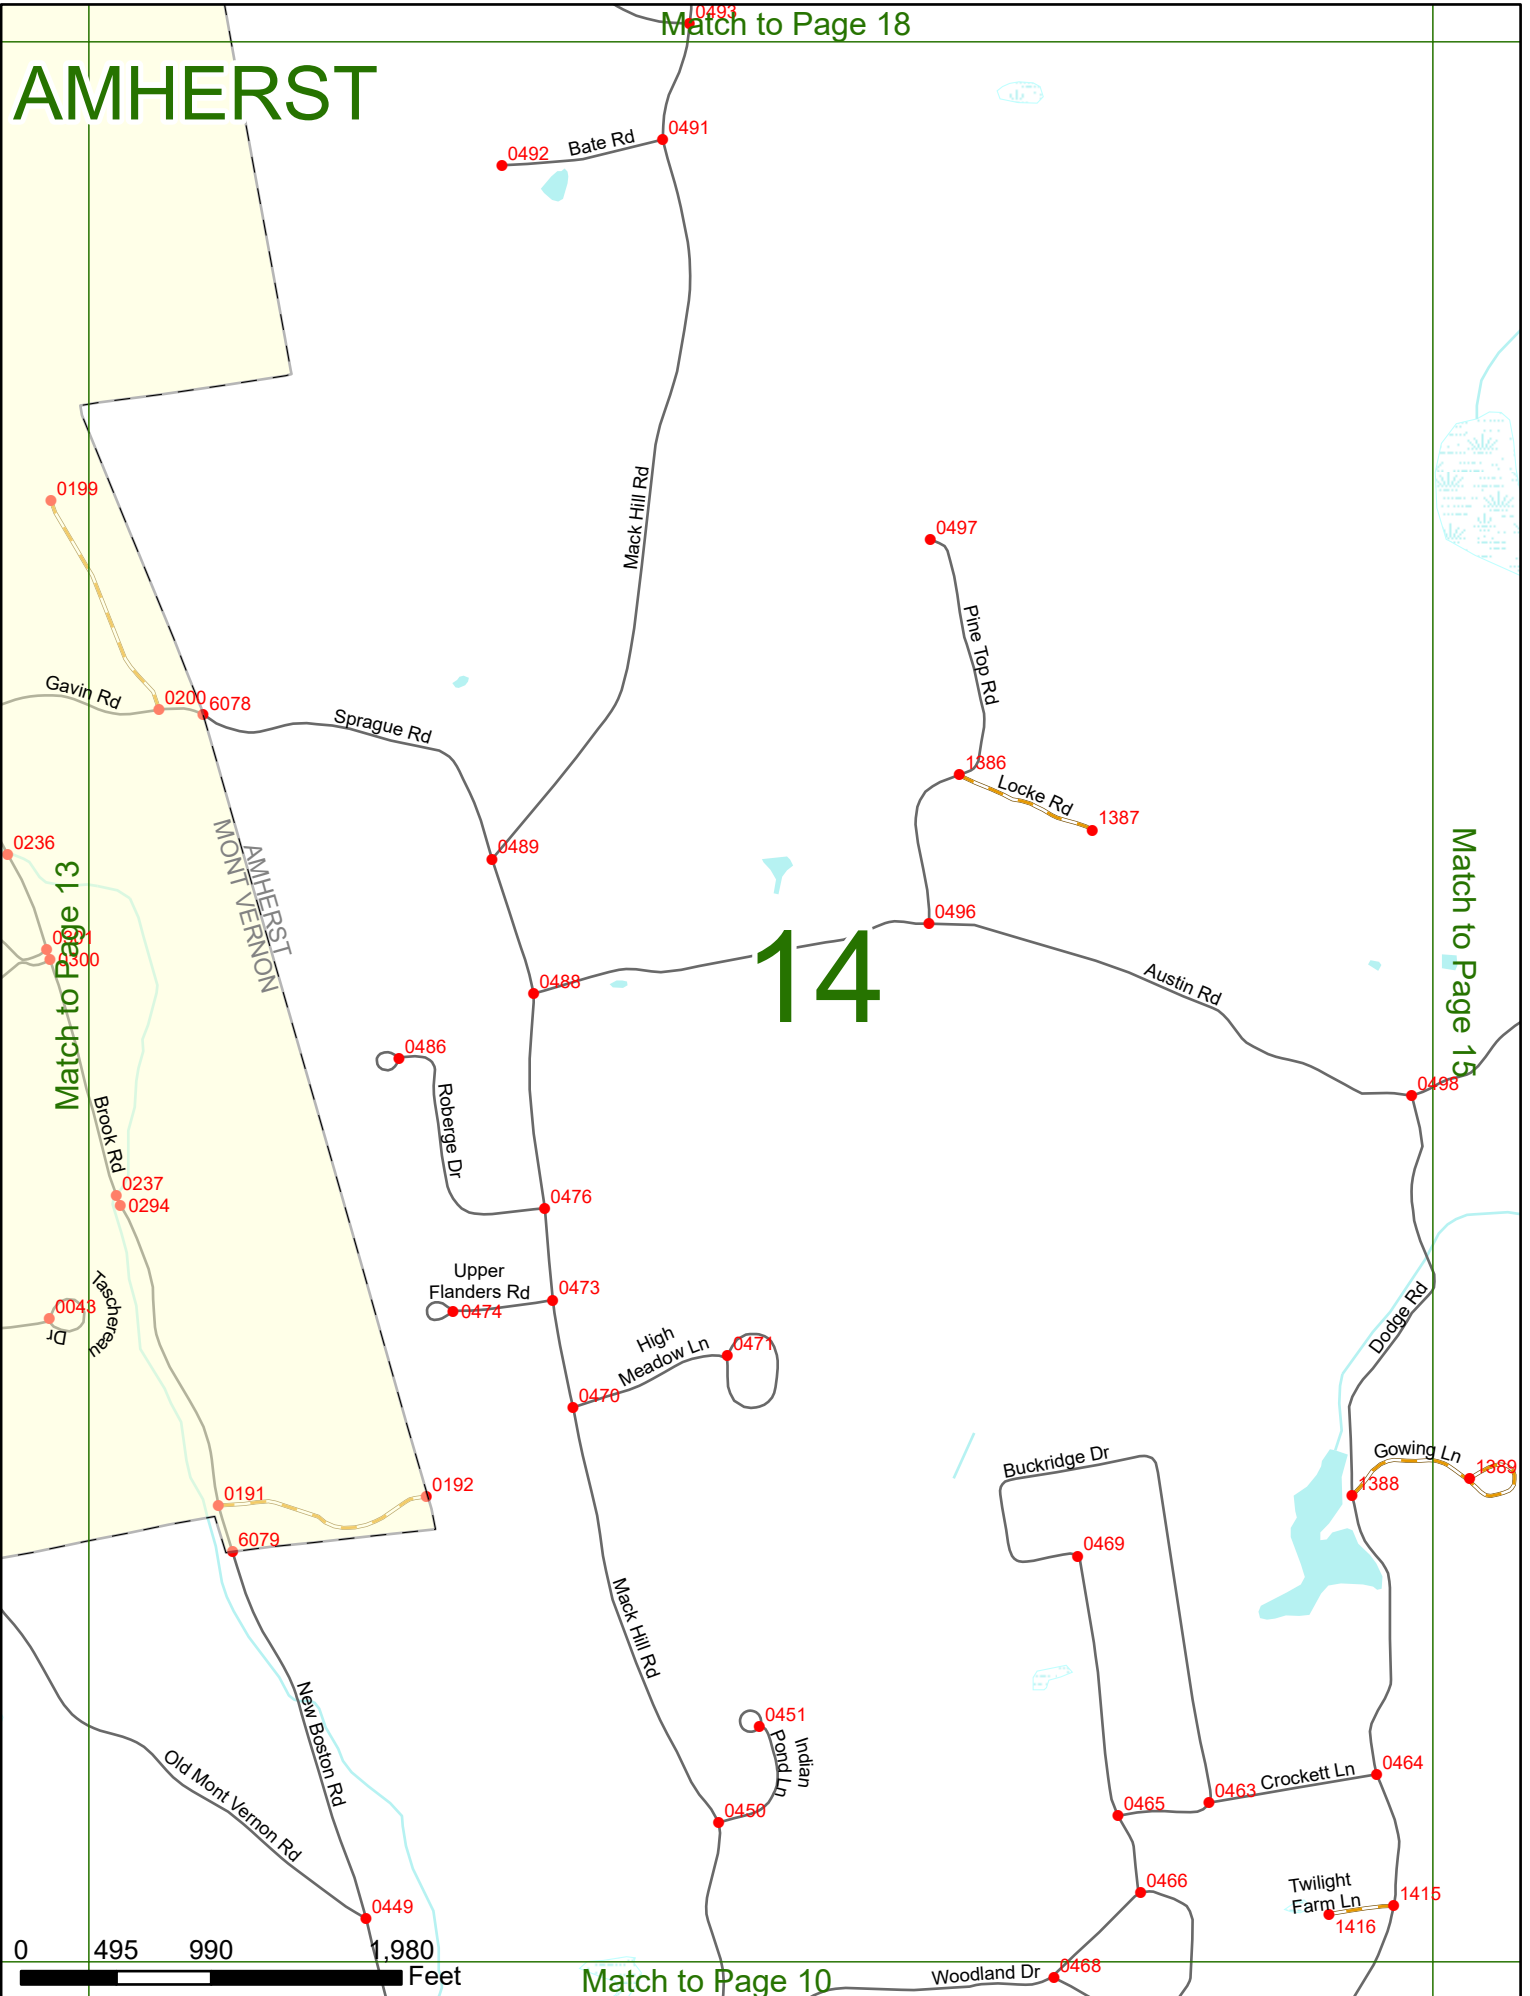 0493
Match to Page 18
AMHERST
0491
Bate Rd
0492
Mack Hill Rd
0199
0497
Pine Top Rd
Gavin Rd
0200
6078
Sprague Rd
1386
Locke Rd
1387
0236
0489
AMHERST
MONT VERNON
Match to Page 13
Match to Page 15
0301
0300
0496
14
0488
Austin Rd
0486
Roberge Dr
0498
Brook Rd
0237
0294
0476
Upper
Flanders Rd
0473
0474
Taschereau
Dr
0043
High
Meadow Ln
0471
Dodge Rd
0470
Buckridge Dr
Gowing Ln
1389
1388
0191
0192
6079
0469
Mack Hill Rd
New Boston Rd
0451
Indian
Pond Ln
Old Mont Vernon Rd
0450
0464
Crockett Ln
0463
0465
0466
Twilight
Farm Ln
1415
1416
0449
0468
Woodland Dr
0 495 990 1,980
Feet
Match to Page 10